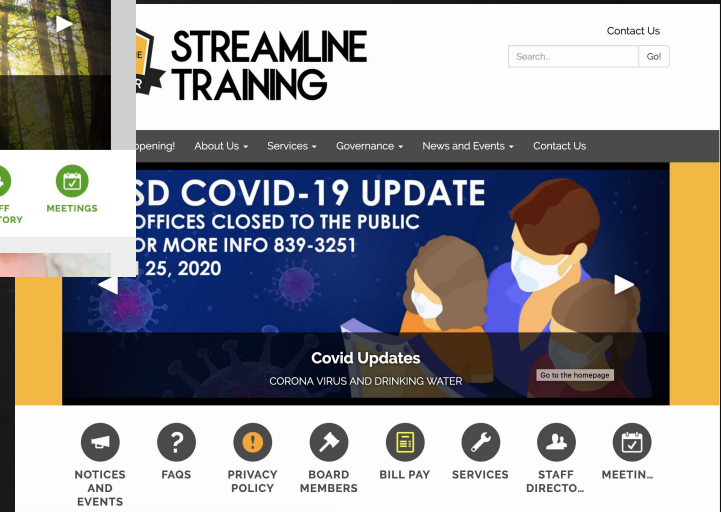 Contact Us
STREAMLINE
TRAINING
Search...
Go!
About Us
Services
Governance
News and Events
Contact Us
MEETINGS
COVID-19 UPDATE
OFFICES CLOSED TO THE PUBLIC
MORE INFO 839-3251
25, 2020
Covid Updates
CORONA VIRUS AND DRINKING WATER
Go to the homepage
NOTICES
AND
EVENTS
FAQS
PRIVACY
POLICY
BOARD
MEMBERS
BILL PAY
SERVICES
STAFF
DIRECTO...
MEETIN...